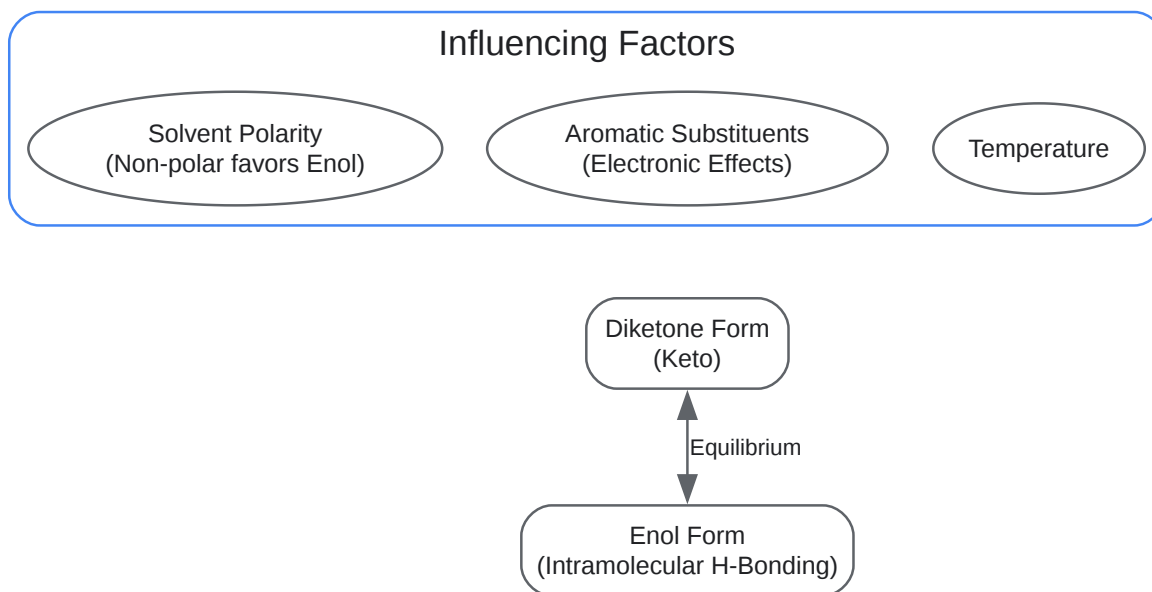 Influencing Factors
Solvent Polarity
(Non-polar favors Enol)
Aromatic Substituents
(Electronic Effects)
Temperature
Diketone Form
(Keto)
Equilibrium
Enol Form
(Intramolecular H-Bonding)